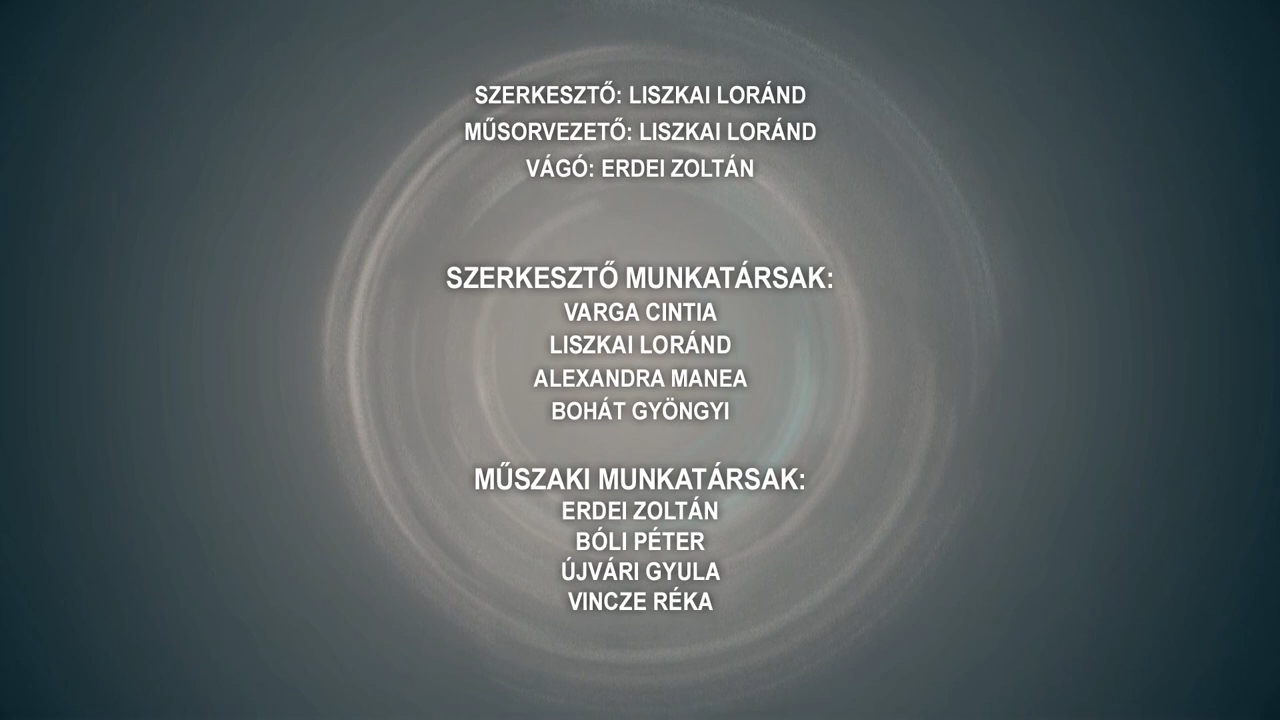 SZERKESZTŐ: LISZKAI LORÁND
MŰSORVEZETŐ: LISZKAI LORÁND
VÁGÓ: ERDEI ZOLTÁN
SZERKESZTŐ MUNKATÁRSAK:
VARGA CINTIA
LISZKAI LORÁND
ALEXANDRA MANEA
BOHÁT GYÖNGYI
MŰSZAKI MUNKATÁRSAK:
ERDEI ZOLTÁN
BÓLI PÉTER
ÚJVÁRI GYULA
VINCZE RÉKA